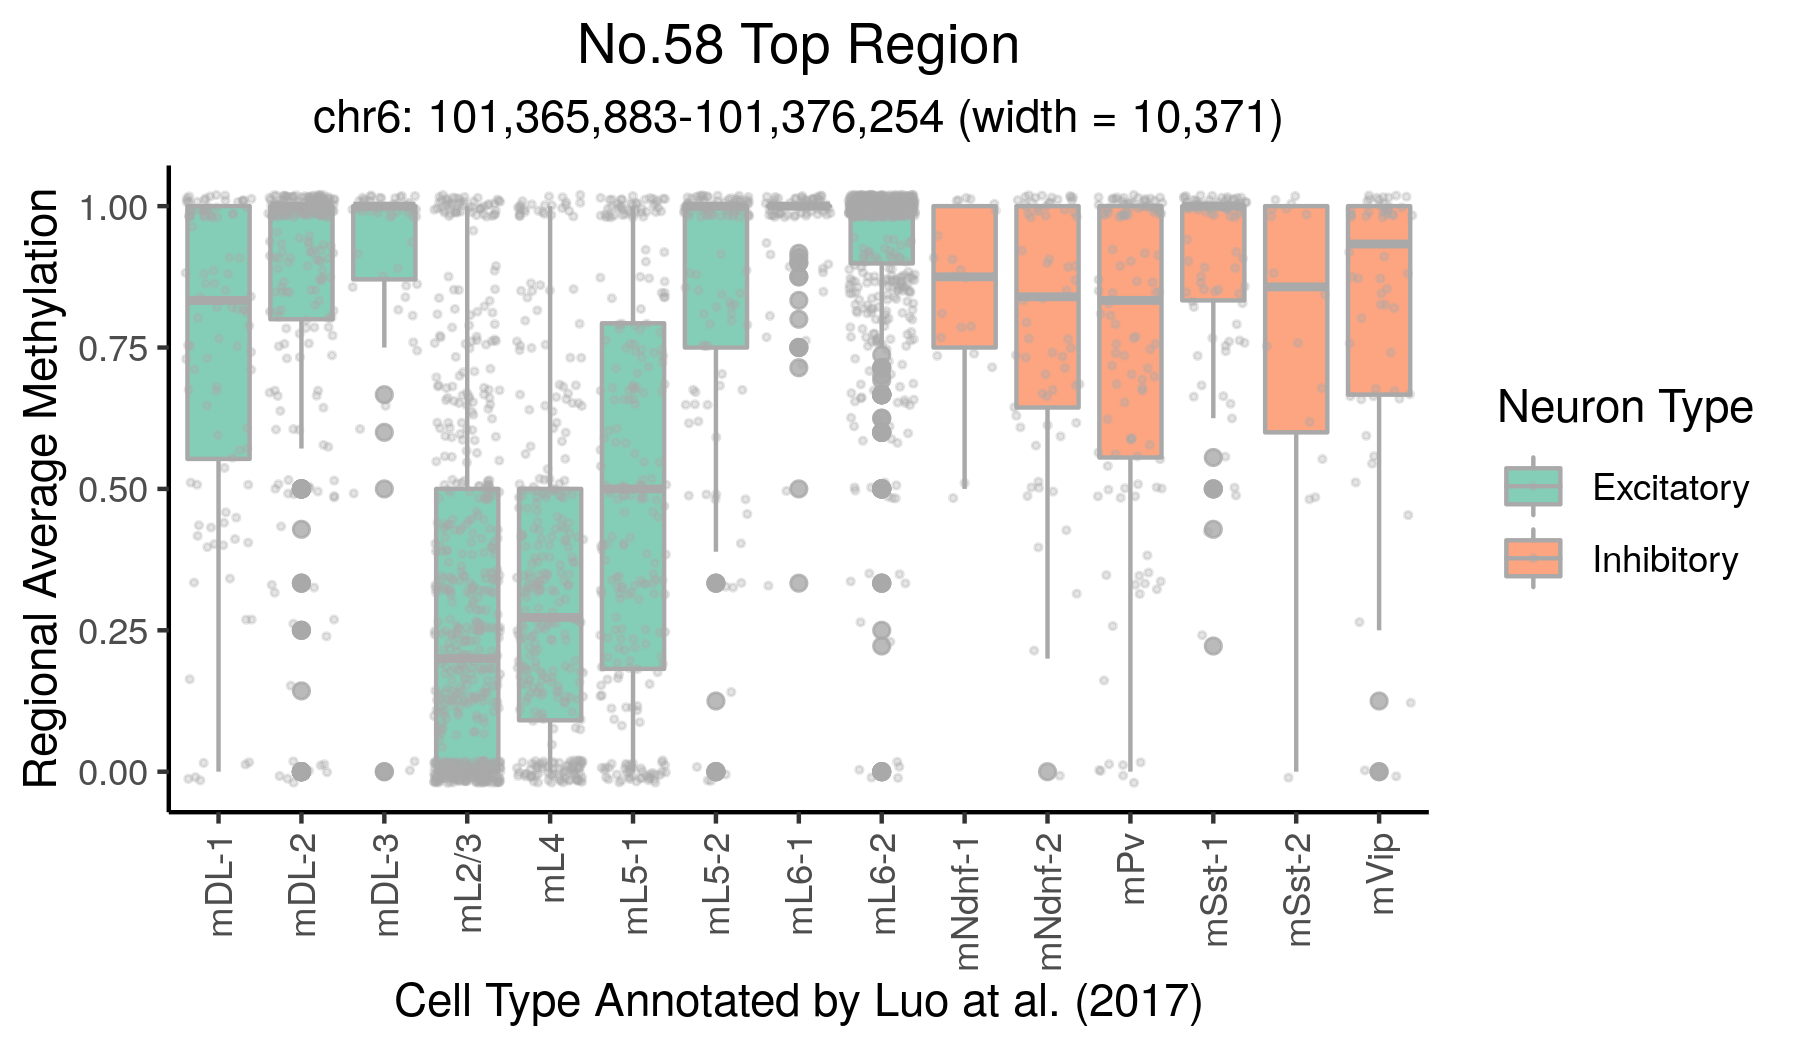 No.58 Top Region
chr6: 101,365,883-101,376,254 (width = 10,371)
Regional Average Methylation
1.00
0.75
0.50
0.25
0.00
mDL-1
mDL-2
mDL-3
mL2/3
mL4
mL5-1
mL5-2
mL6-1
mL6-2
mNdnf-1
mNdnf-2
mPv
mSst-1
mSst-2
mVip
Cell Type Annotated by Luo at al. (2017)
Neuron Type
Excitatory
Inhibitory